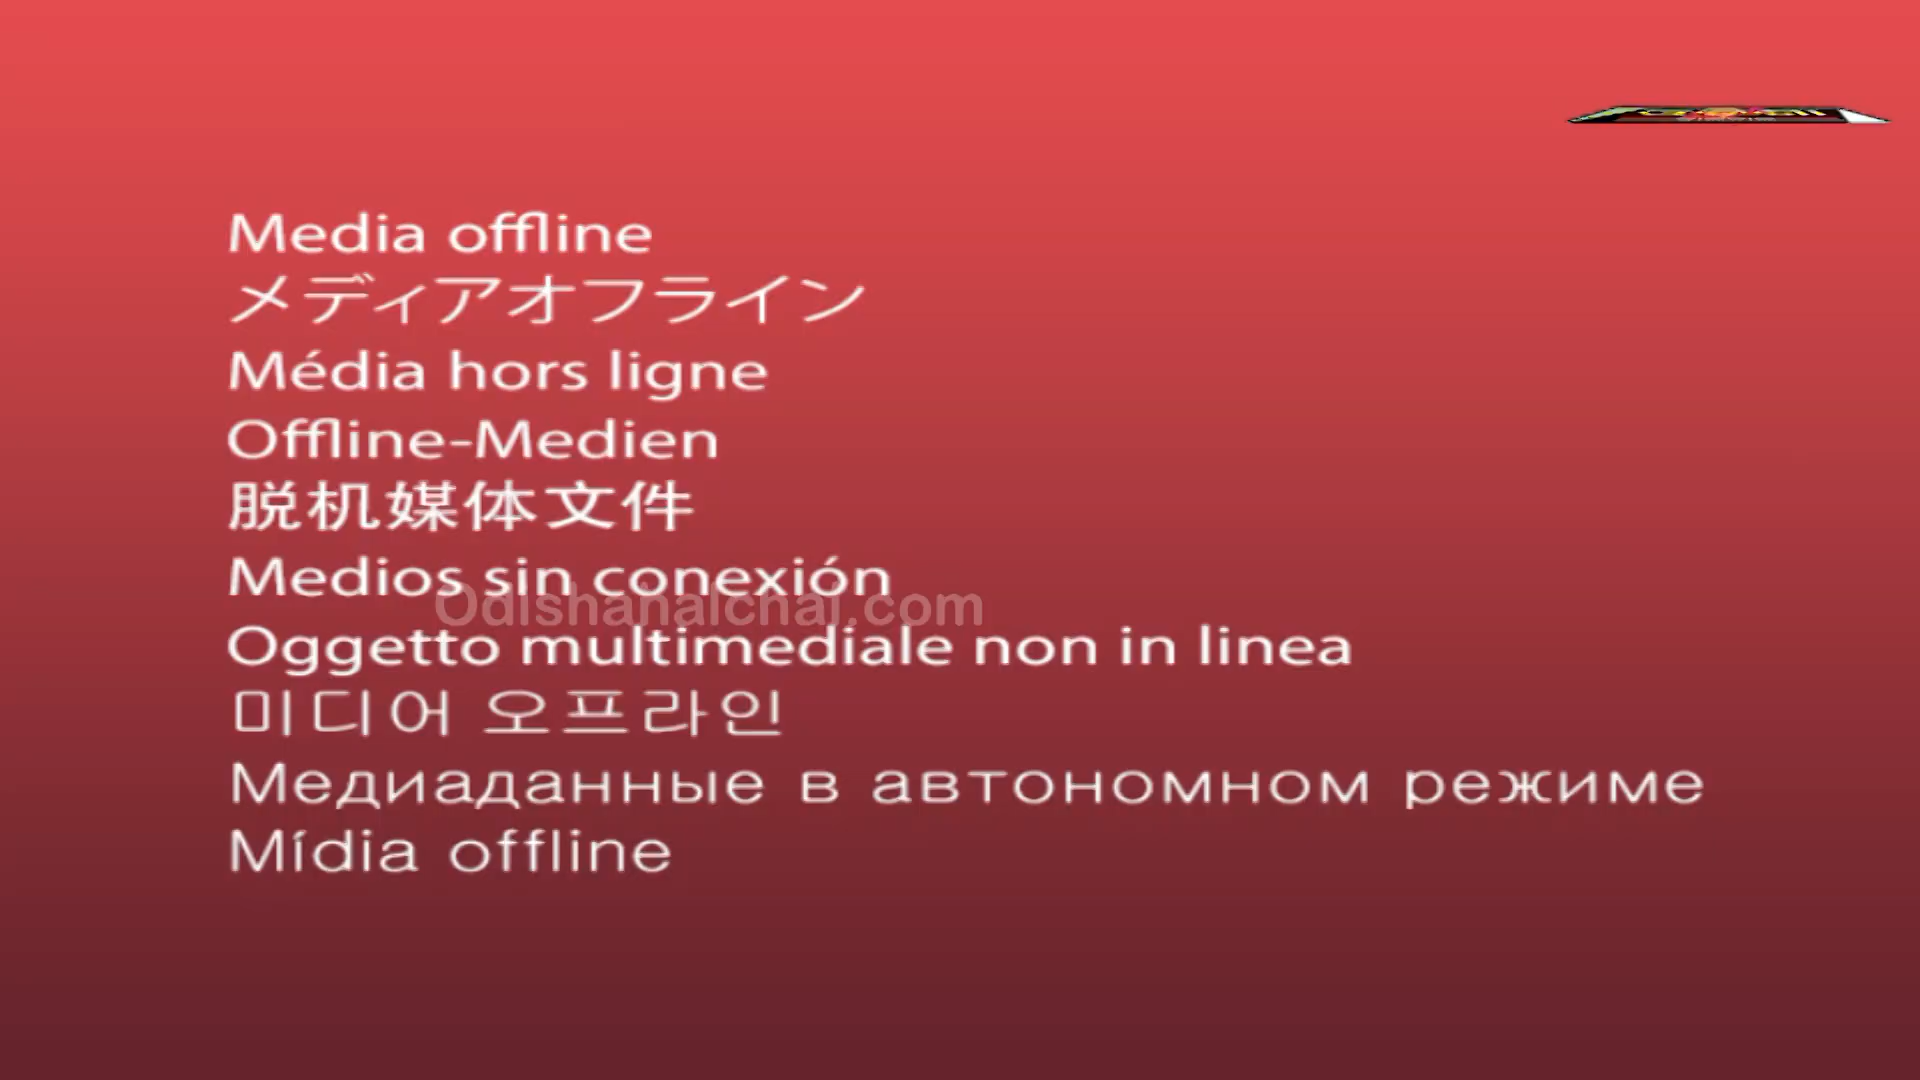 Media offline
メディアオフライン
Média hors ligne
Offline-Medien
脱机媒体文件
Medios sin conexión
Odishahalchal.com
Oggetto multimediale non in linea
미디어 오프라인
Медиаданные в автономном режиме
Mídia offline